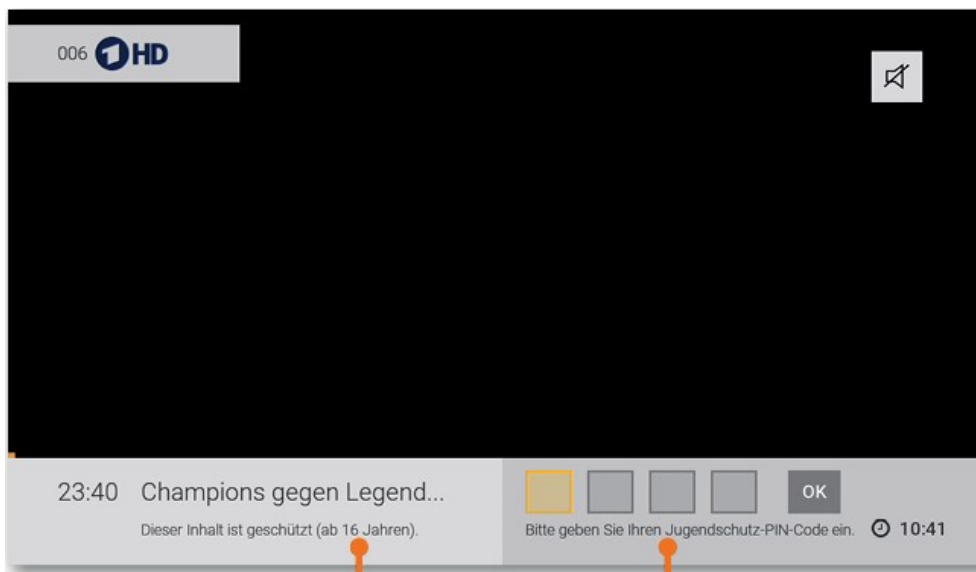 006 1 HD
23:40 Champions gegen Legend...
Dieser Inhalt ist geschützt (ab 16 Jahren).
OK
Bitte geben Sie Ihren Jugendschutz-PIN-Code ein.
10:41